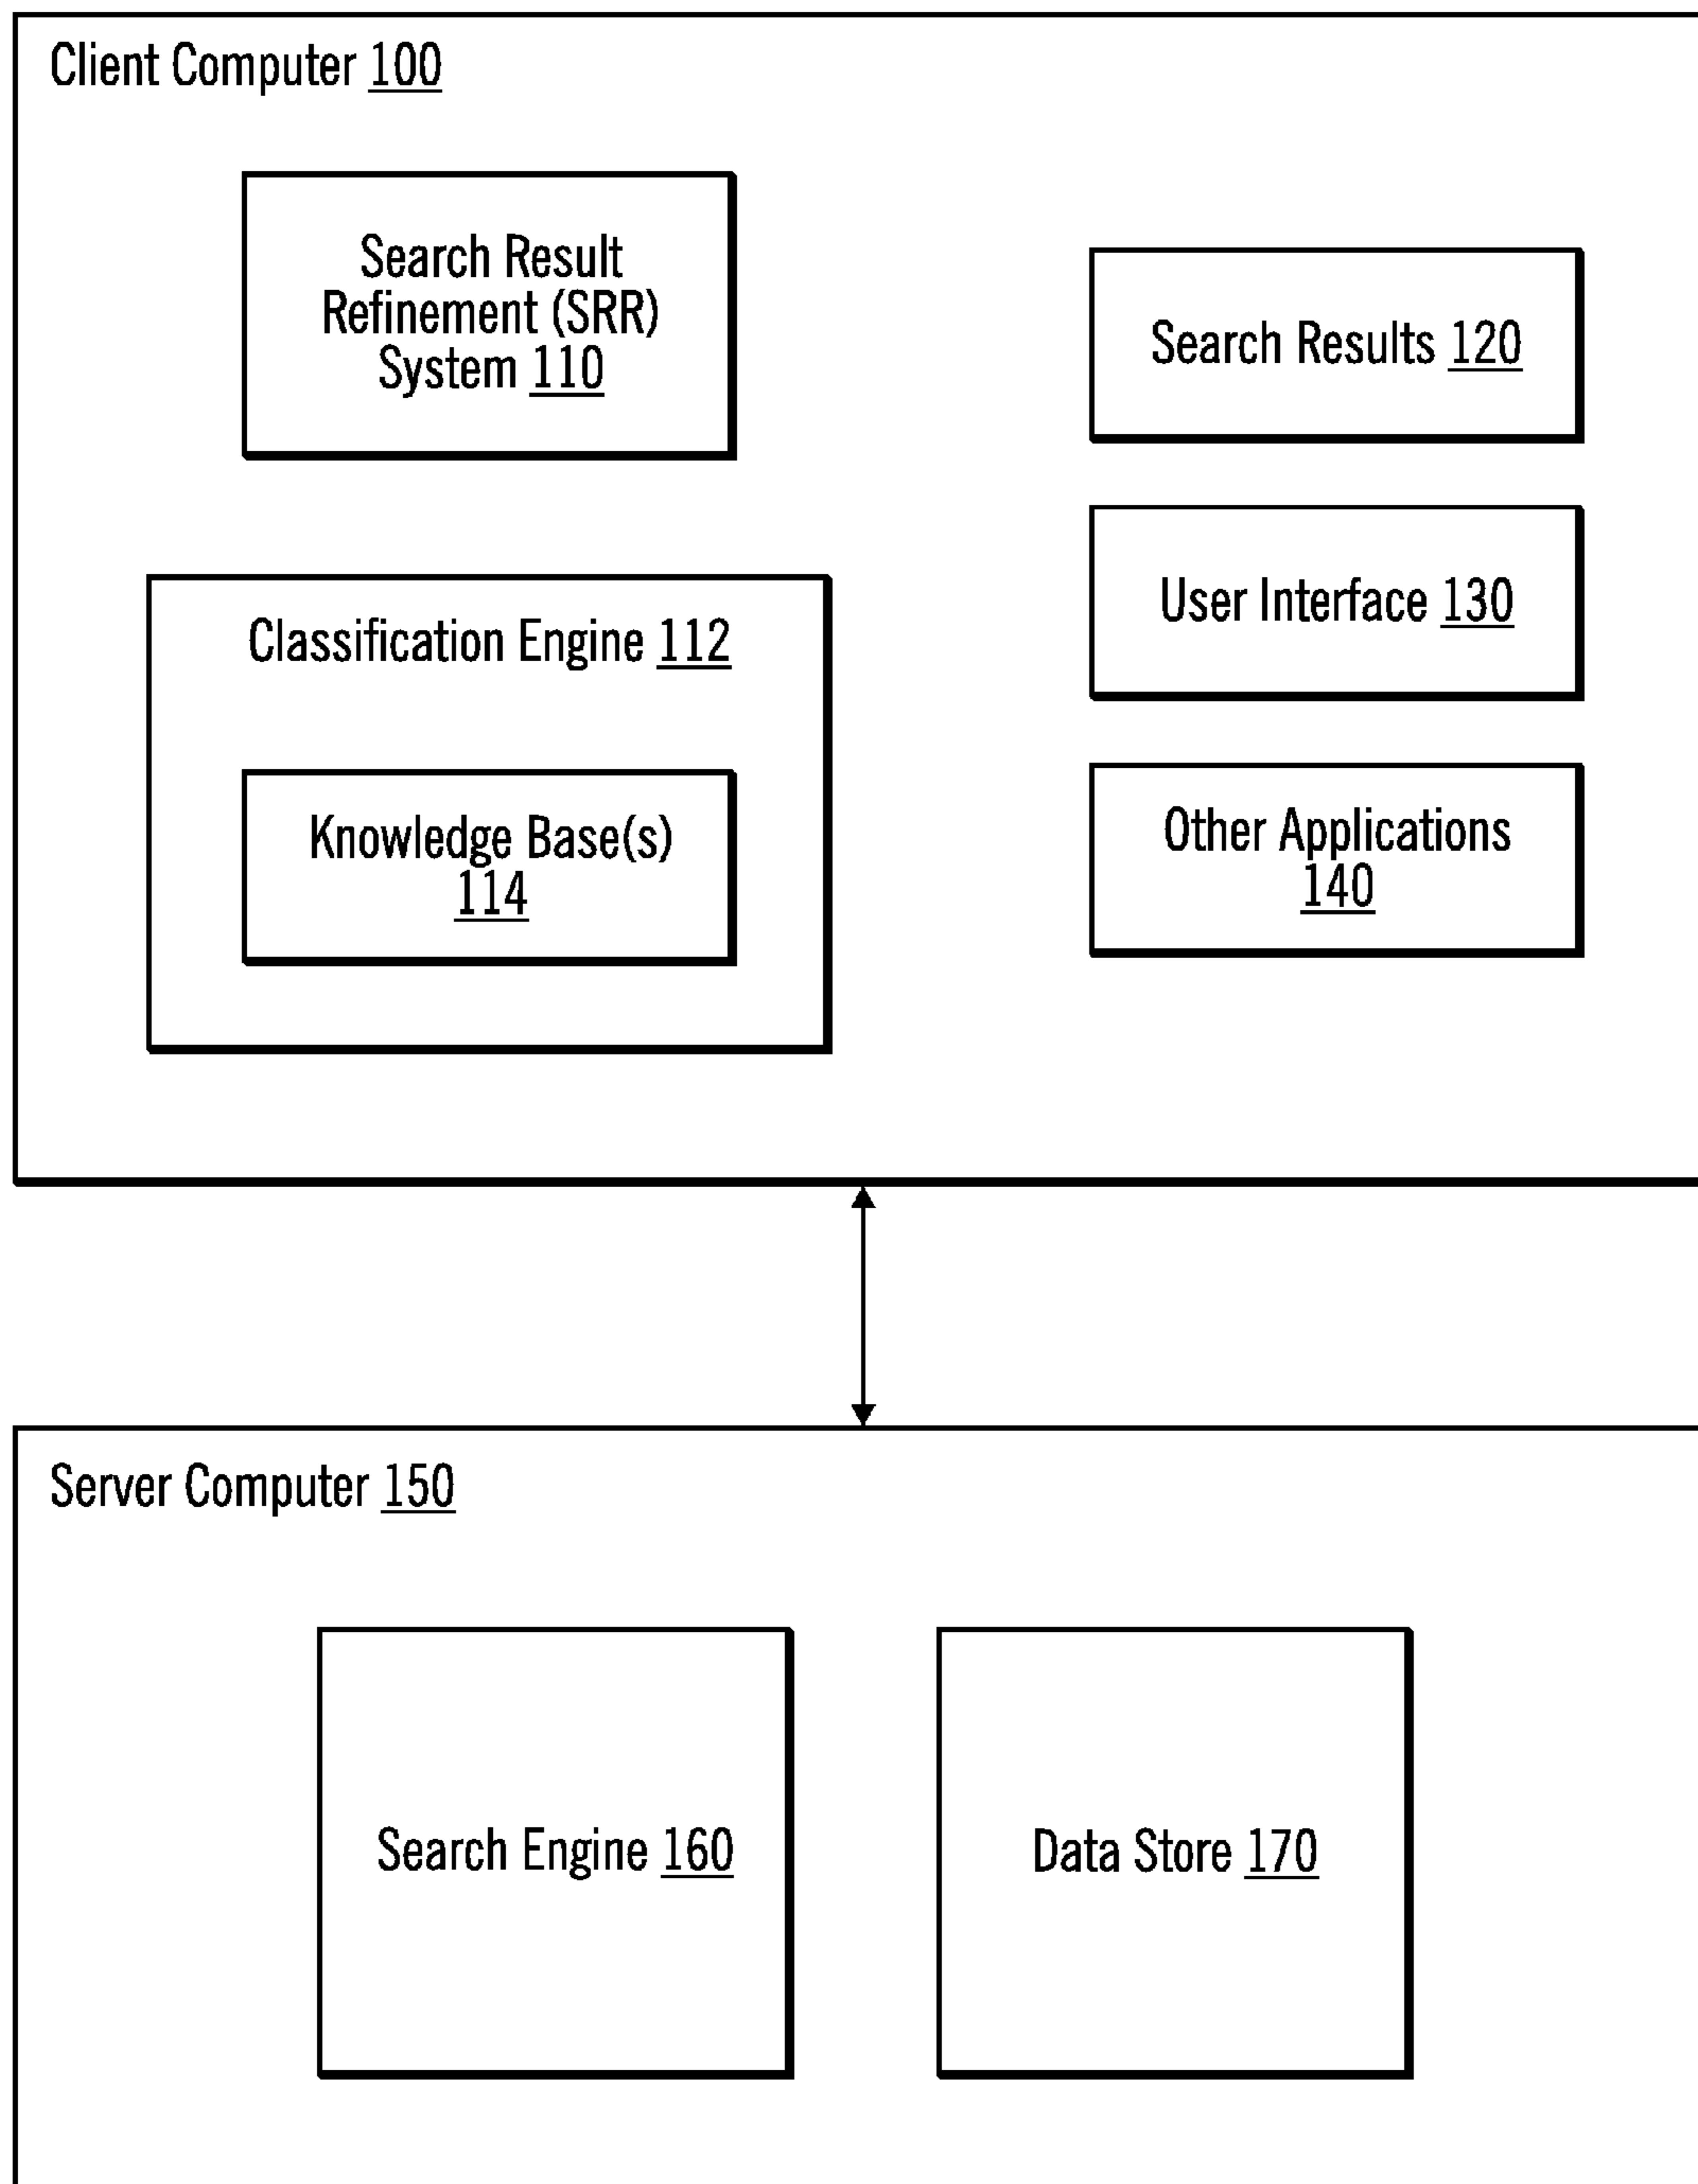 Client Computer 100
Search Result
Refinement (SRR)
System 110
Search Results 120
User Interface 130
Classification Engine 112
Knowledge Base(s)
114
Other Applications
140
Server Computer 150
Search Engine 160
Data Store 170